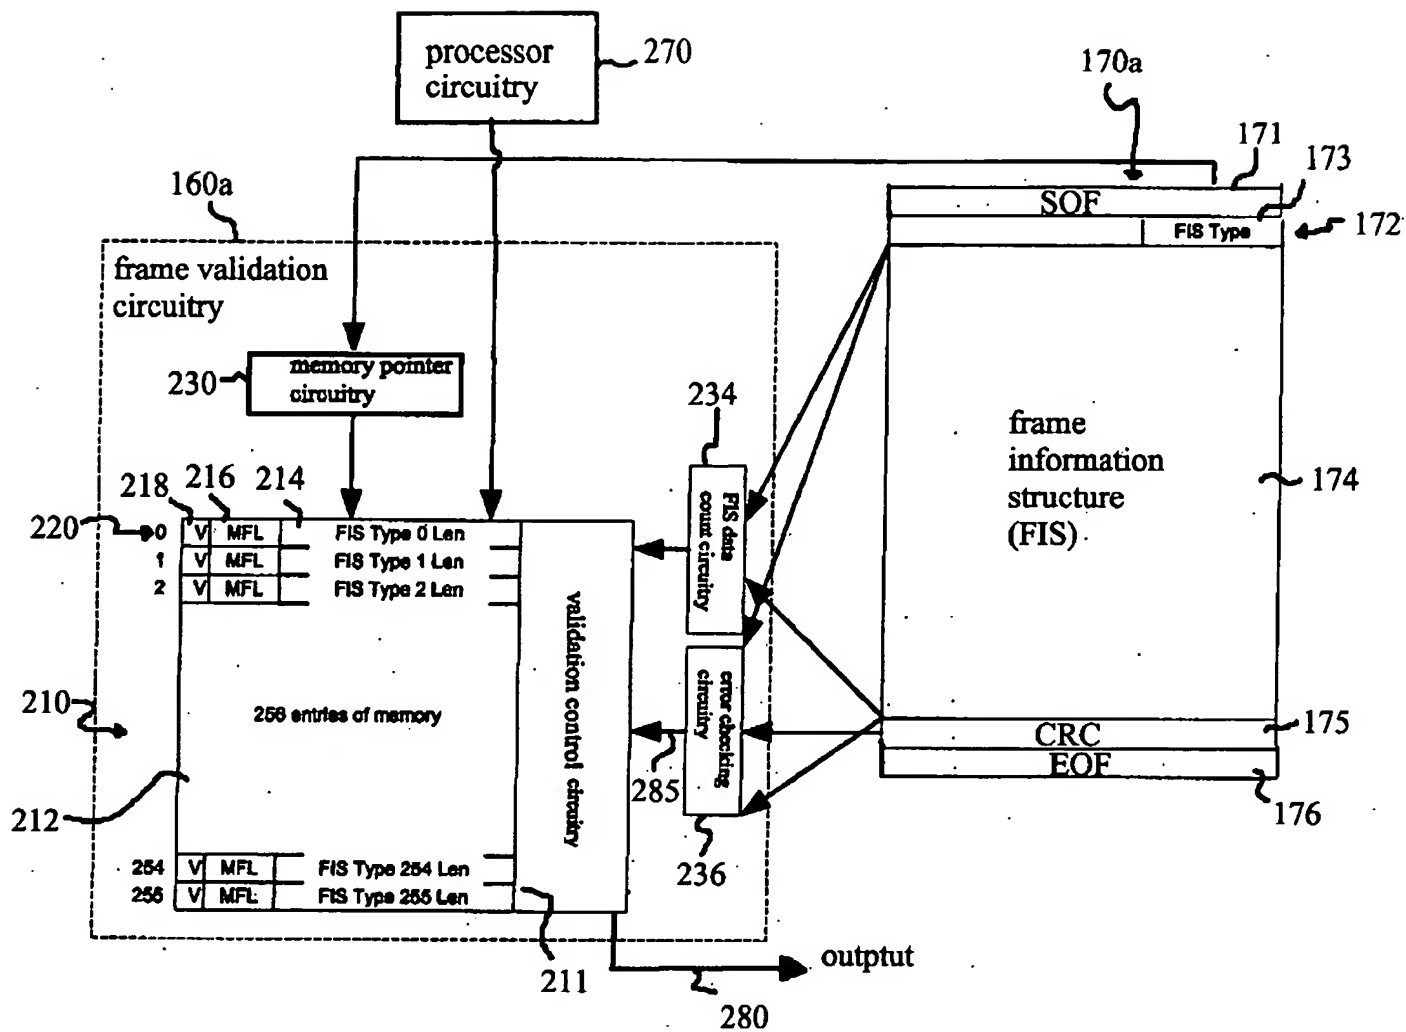 processor
circuitry
270
170a
171
173
SOF
FIS Type
172
160a
frame validation
circuitry
memory pointer
circuitry
230
234
frame
information
structure
(FIS)
174
218
216
214
220
0 V MFL FIS Type 0 Len
1 V MFL FIS Type 1 Len
2 V MFL FIS Type 2 Len
FIS data
count circuitry
validation control circuitry
210
256 entries of memory
error checking
circuitry
285
CRC
175
EOF
176
212
236
254 V MFL FIS Type 254 Len
255 V MFL FIS Type 255 Len
211
outptut
280